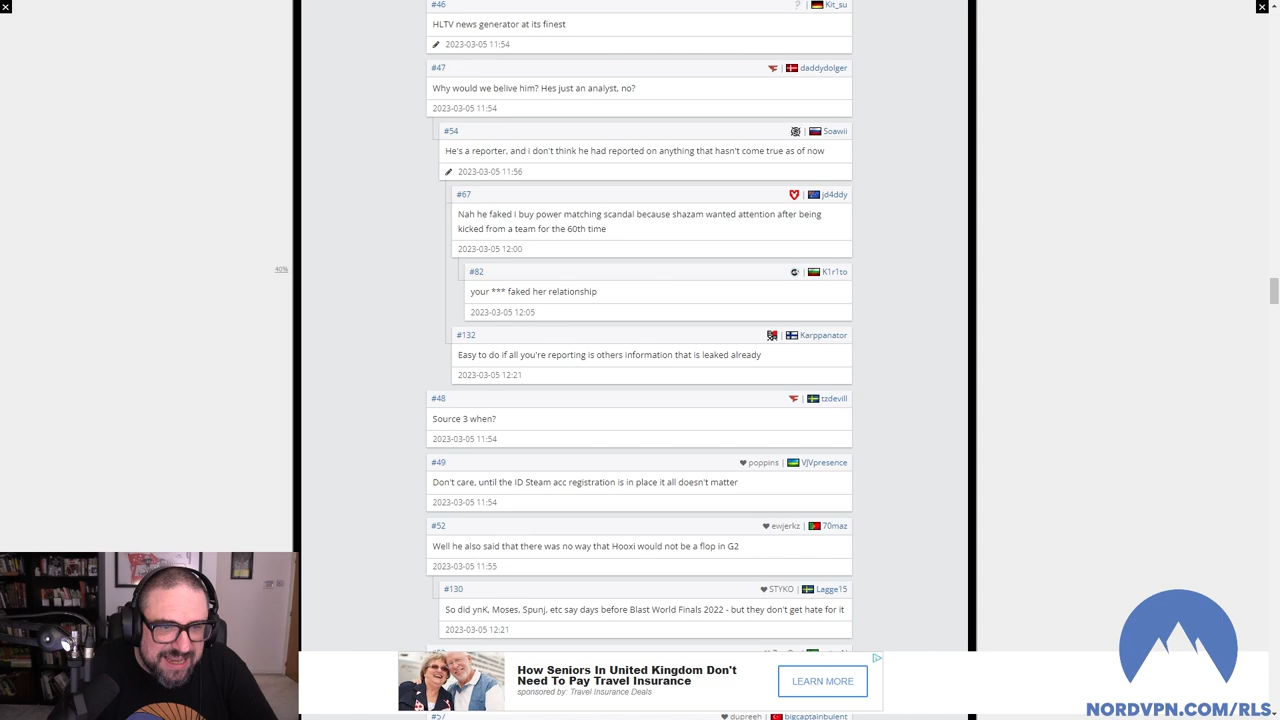 #46
? | Kit_su
HLTV news generator at its finest
2023-03-05 11:54
#47
| daddydolger
Why would we belive him? Hes just an analyst, no?
2023-03-05 11:54
#54
| Soawii
He's a reporter, and i don't think he had reported on anything that hasn't come true as of now
2023-03-05 11:56
#67
| jd4ddy
Nah he faked I buy power matching scandal because shazam wanted attention after being
kicked from a team for the 60th time
2023-03-05 12:00
40%
#82
| K1r1to
your *** faked her relationship
2023-03-05 12:05
#132
| Karppanator
Easy to do if all you're reporting is others information that is leaked already
2023-03-05 12:21
#48
| tzdevill
Source 3 when?
2023-03-05 11:54
#49
poppins | VJVpresence
Don't care, until the ID Steam acc registration is in place it all doesn't matter
2023-03-05 11:54
#52
ewjerkz | 70maz
Well he also said that there was no way that Hooxi would not be a flop in G2
2023-03-05 11:55
#130
STYKO | Lagge15
So did ynK, Moses, Spunj, etc say days before Blast World Finals 2022 - but they don't get hate for it
2023-03-05 12:21
How Seniors In United Kingdom Don't
Need To Pay Travel Insurance
sponsored by: Travel Insurance Deals
LEARN MORE
#57
dupreeh | bigcaptainbulent
NORDVPN.COM/RLS